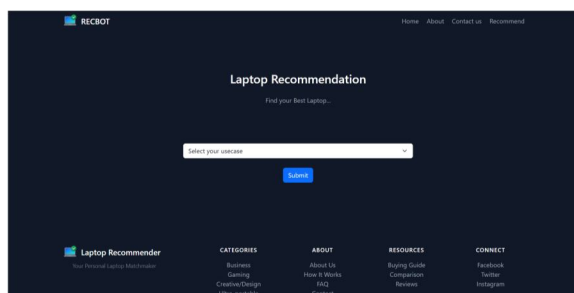 RECBOT
Home About Contact us Recommend
Laptop Recommendation
Find your Best Laptop...
Select your usecase
Submit
Laptop Recommender
Your Personal Laptop Matchmaker
CATEGORIES
Business
Gaming
Creative/Design
ABOUT
About Us
How It Works
FAQ
RESOURCES
Buying Guide
Comparison
Reviews
CONNECT
Facebook
Twitter
Instagram